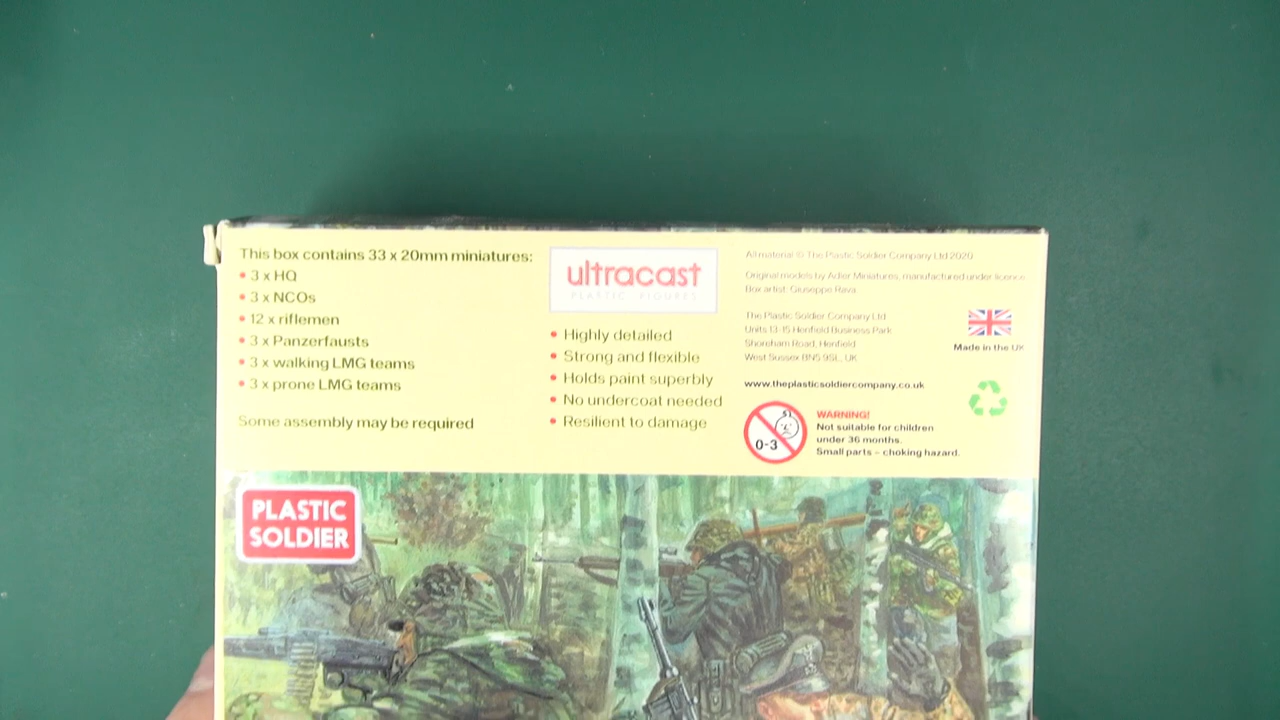 This box contains 33 x 20mm miniatures:
• 3 x HQ
• 3 x NCOs
• 12 x riflemen
• 3 x Panzerfausts
• 3 x walking LMG teams
• 3 x prone LMG teams
Some assembly may be required
ultracast
PLASTIC FIGURES
• Highly detailed
• Strong and flexible
• Holds paint superbly
• No undercoat needed
• Resilient to damage
All material © The Plastic Soldier Company Ltd 2020
Original models by Adler Miniatures, manufactured under licence
Box artist: Giuseppe Rava
The Plastic Soldier Company Ltd
Units 13-15 Henfield Business Park
Shoreham Road, Henfield
West Sussex BN5 9SL, UK
Made in the UK
www.theplasticsoldiercompany.co.uk
0-3
WARNING!
Not suitable for children
under 36 months.
Small parts – choking hazard.
PLASTIC
SOLDIER